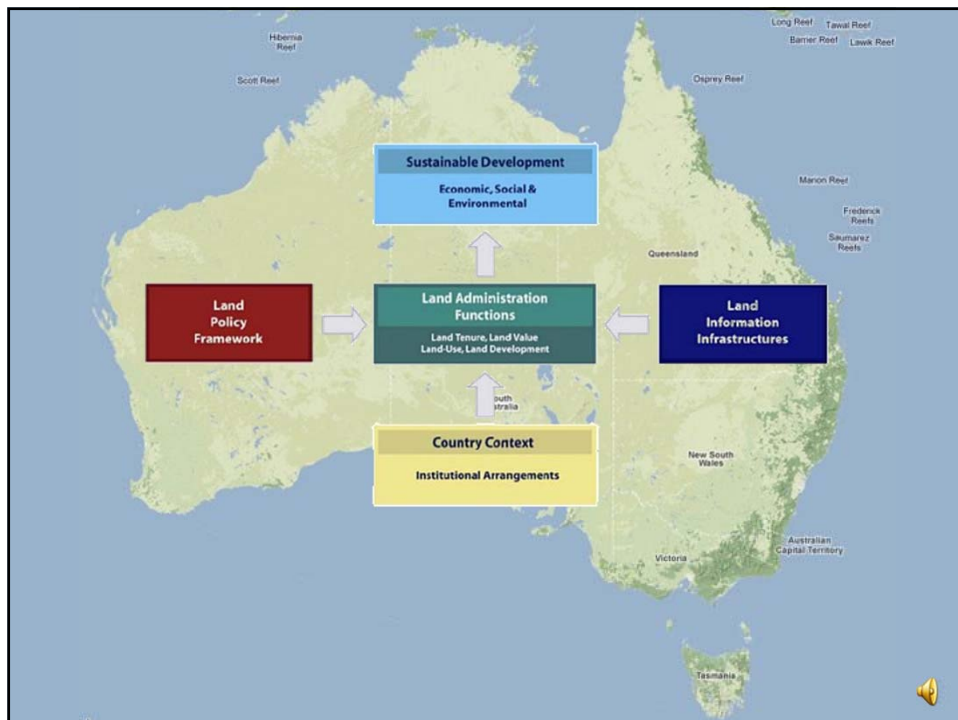 Long Reef
Tawal Reef
Hibernia
Reef
Barrier Reef
Lawik Reef
Scott Reef
Osprey Reef
Sustainable Development
Economic, Social &
Environmental
Marion Reef
Frederick
Reefs
Saumarez
Reefs
Queensland
Land
Policy
Framework
Land Administration
Functions
Land Tenure, Land Value
Land-Use, Land Development
Land
Information
Infrastructures
Country Context
Institutional Arrangements
New South
Wales
Australian
Capital Territory
Victoria
Tasmania